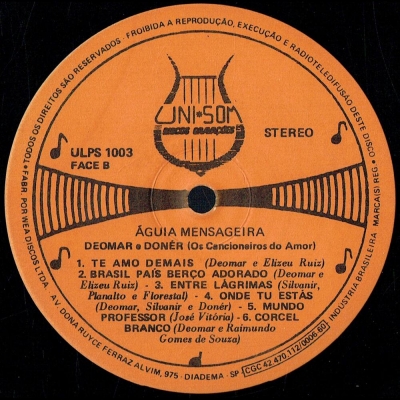 TODOS OS DIREITOS SÃO RESERVADOS • PROIBIDA A REPRODUÇÃO, EXECUÇÃO E RADIOTELEDIFUSÃO DESTE DISCO •
UNI•SOM
DISCOS GRAVAÇÕES
ULPS 1003
FACE B
STEREO
ÁGUIA MENSAGEIRA
DEOMAR e DONÉR (Os Cancioneiros do Amor)
1. TE AMO DEMAIS (Deomar e Elizeu Ruiz)
2. BRASIL PAÍS BERÇO ADORADO (Deomar e
Elizeu Ruiz) - 3. ENTRE LÁGRIMAS (Silvanir,
Planalto e Florestal) - 4. ONDE TU ESTÁS
(Deomar, Silvanir e Donér) - 5. MUNDO
PROFESSOR (José Vitória) - 6. CORCEL
BRANCO (Deomar e Raimundo
Gomes de Souza)
• FABR. POR WEA DISCOS LTDA. • AV. DONA RUYCE FERRAZ ALVIM, 975 - DIADEMA - SP CGC 42 470.112/0006-60 INDÚSTRIA BRASILEIRA MARCA(S) REG.